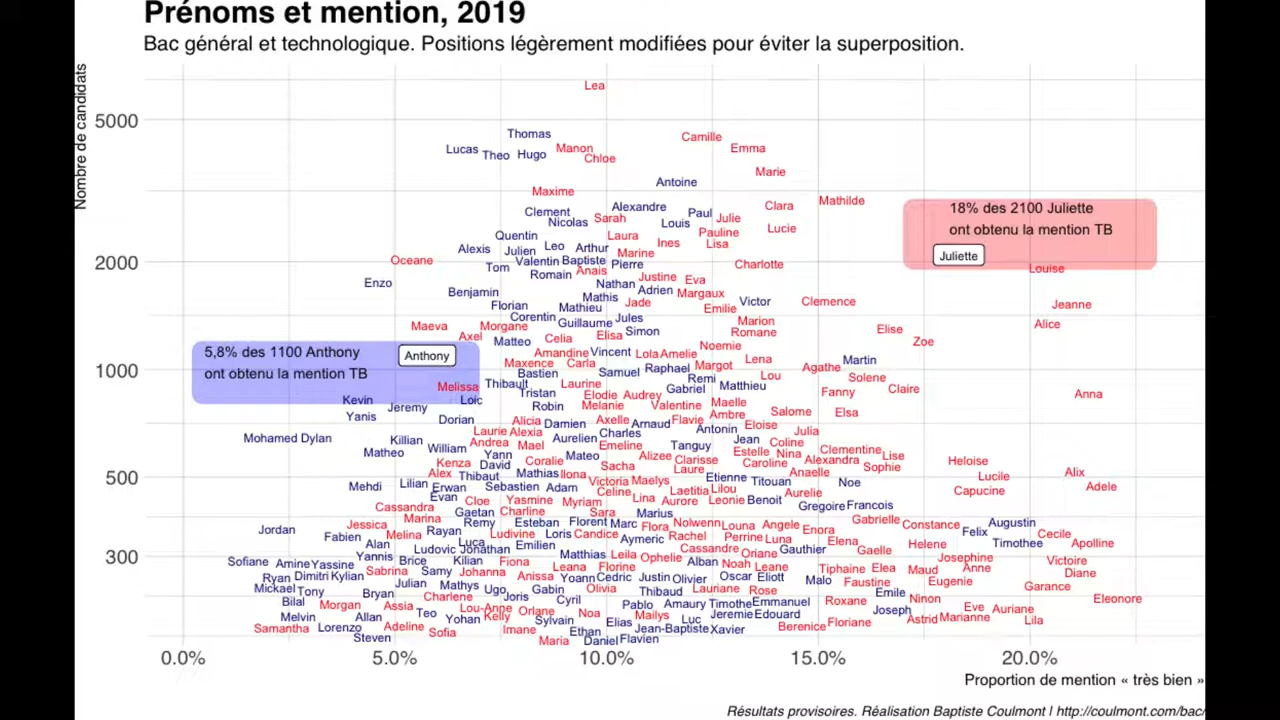 Prénoms et mention, 2019
Bac général et technologique. Positions légèrement modifiées pour éviter la superposition.
Nombre de candidats
Lea
5000
Thomas Camille
Lucas Theo Hugo Manon Chloe Emma
Marie
Antoine
Maxime
Mathilde
Clement Alexandre Clara
Nicolas Sarah Louis Paul Julie
18% des 2100 Juliette
ont obtenu la mention TB
Quentin Laura Pauline Lucie
Alexis Julien Leo Arthur Marine Ines Lisa
Juliette
2000
Oceane Tom Valentin Baptiste Pierre Charlotte Louise
Romain Anais
Enzo Nathan Justine Eva
Benjamin Mathis Adrien Margaux
Florian Mathieu Jade Emilie Victor Clemence Jeanne
Corentin Guillaume Jules Marion
Maeva Morgane Simon Romane Elise Alice
Axel Matteo Celia Elisa Zoe
5,8% des 1100 Anthony
ont obtenu la mention TB
Anthony
Amandine Vincent Lola Amelie Noemie
Maxence Carla Lena Martin
1000
Bastien Samuel Raphael Margot Agathe
Melissa Thibault Laurine Remi Lou Solene
Kevin Loic Tristan Elodie Audrey Gabriel Matthieu Fanny Claire Anna
Yanis Jeremy Robin Melanie Valentine Maelle
Dorian Alicia Damien Axelle Arnaud Flavie Ambre Salome Elsa
Mohamed Dylan Killian Laurie Alexia Charles Antonin Eloise Julia
Andrea Mael Aurelien Emeline Tanguy Jean Coline
Matheo William Yann Mateo Alizee Estelle Nina Clementine Lise
Kenza David Coralie Sacha Clarisse Caroline Alexandra Sophie Heloise
500
Alex Thibaut Mathias Ilona Laure Anaelle Lucile Alix
Mehdi Lilian Erwan Sebastien Adam Victoria Maelys Etienne Titouan Noe Capucine Adele
Evan Cloe Yasmine Celine Lina Laetitia Lilou Aurelie
Cassandra Gaetan Charline Myriam Aurore Leonie Benoit Gregoire Francois
Marina Sara Marius
Jordan Jessica Remy Esteban Florent Marc Flora Nolwenn Louna Angele Gabrielle Constance Augustin
Fabien Melina Rayan Ludivine Loris Candice Aymeric Rachel Perrine Luna Enora Felix Cecile
Alan Luca Emilien Elena Helene Timothee Apolline
300
Yannis Ludovic Jonathan Matthias Leila Ophelie Cassandre Oriane Gauthier Gaelle Josephine Victoire
Sofiane Amine Yassine Brice Kilian Fiona Leana Florine Alban Noah Leane Tiphaine Elea Maud Anne Diane
Ryan Dimitri Kylian Sabrina Samy Johanna Anissa Yoann Cedric Justin Olivier Oscar Eliott Malo Faustine Eugenie Garance
Mickael Tony Bryan Julian Mathys Ugo Gabin Olivia Thibaud Lauriane Rose Emile
Bilal Morgan Assia Charlene Joris Cyril Pablo Amaury Timothe Emmanuel Roxane Ninon Eleonore
Melvin Allan Teo Lou-Anne Orlane Noa Mailys Jeremie Edouard Joseph Eve Auriane
Samantha Lorenzo Adeline Yohan Kelly Sylvain Elias Luc Floriane Astrid Marianne Lila
Steven Sofia Imane Ethan Jean-Baptiste Xavier Berenice
Maria Daniel Flavien
0.0% 5.0% 10.0% 15.0% 20.0%
Proportion de mention « très bien »
Résultats provisoires. Réalisation Baptiste Coulmont | http://coulmont.com/bac/